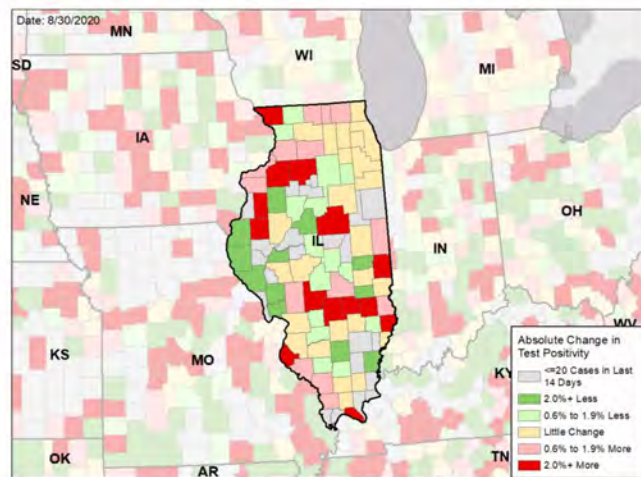 Date: 8/30/2020
MN
SD
WI
MI
IA
NE
OH
IL
IN
WV
KS
MO
KY
OK
AR
TN
Absolute Change in
Test Positivity
<=20 Cases in Last
14 Days
2.0%+ Less
0.6% to 1.9% Less
Little Change
0.6% to 1.9% More
2.0%+ More